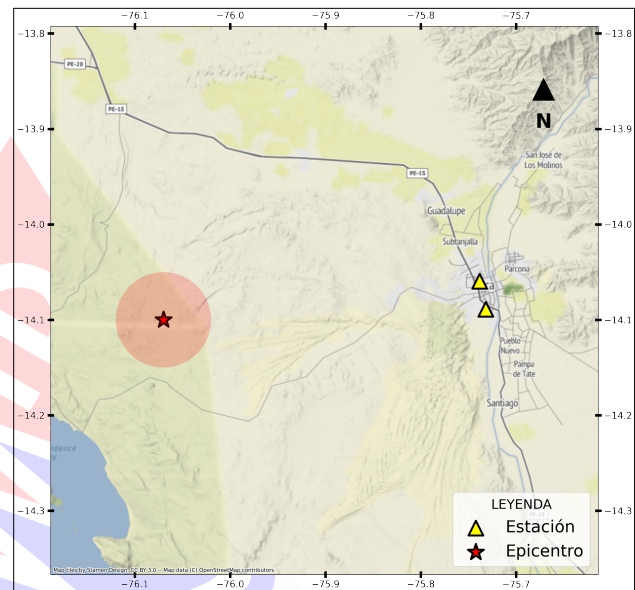 −76.1 −76.0 −75.9 −75.8 −75.7
−13.8 −13.8
PE-28
PE-1S
−13.9 −13.9
N
San José de
Los Molinos
PE-1S
Guadalupe
−14.0 −14.0
Subtanjalla
Parcona
−14.1 −14.1
Pueblo
Nuevo
Pampa
de Tate
−14.2 −14.2
Santiago
−14.3 −14.3
LEYENDA
Estación
Epicentro
Map tiles by Stamen Design, CC BY 3.0 -- Map data (C) OpenStreetMap contributors
−76.1 −76.0 −75.9 −75.8 −75.7